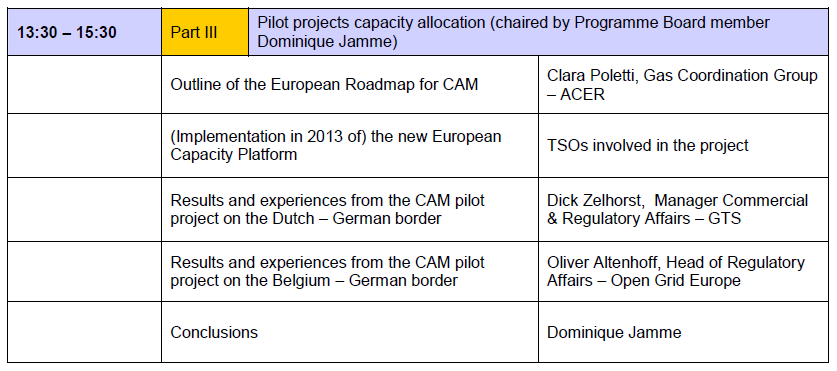 13:30 – 15:30
Part III
Pilot projects capacity allocation (chaired by Programme Board member
Dominique Jamme)
Outline of the European Roadmap for CAM
Clara Poletti, Gas Coordination Group
– ACER
(Implementation in 2013 of) the new European
Capacity Platform
TSOs involved in the project
Results and experiences from the CAM pilot
project on the Dutch – German border
Dick Zelhorst,  Manager Commercial
& Regulatory Affairs – GTS
Results and experiences from the CAM pilot
project on the Belgium – German border
Oliver Altenhoff, Head of Regulatory
Affairs – Open Grid Europe
Conclusions
Dominique Jamme